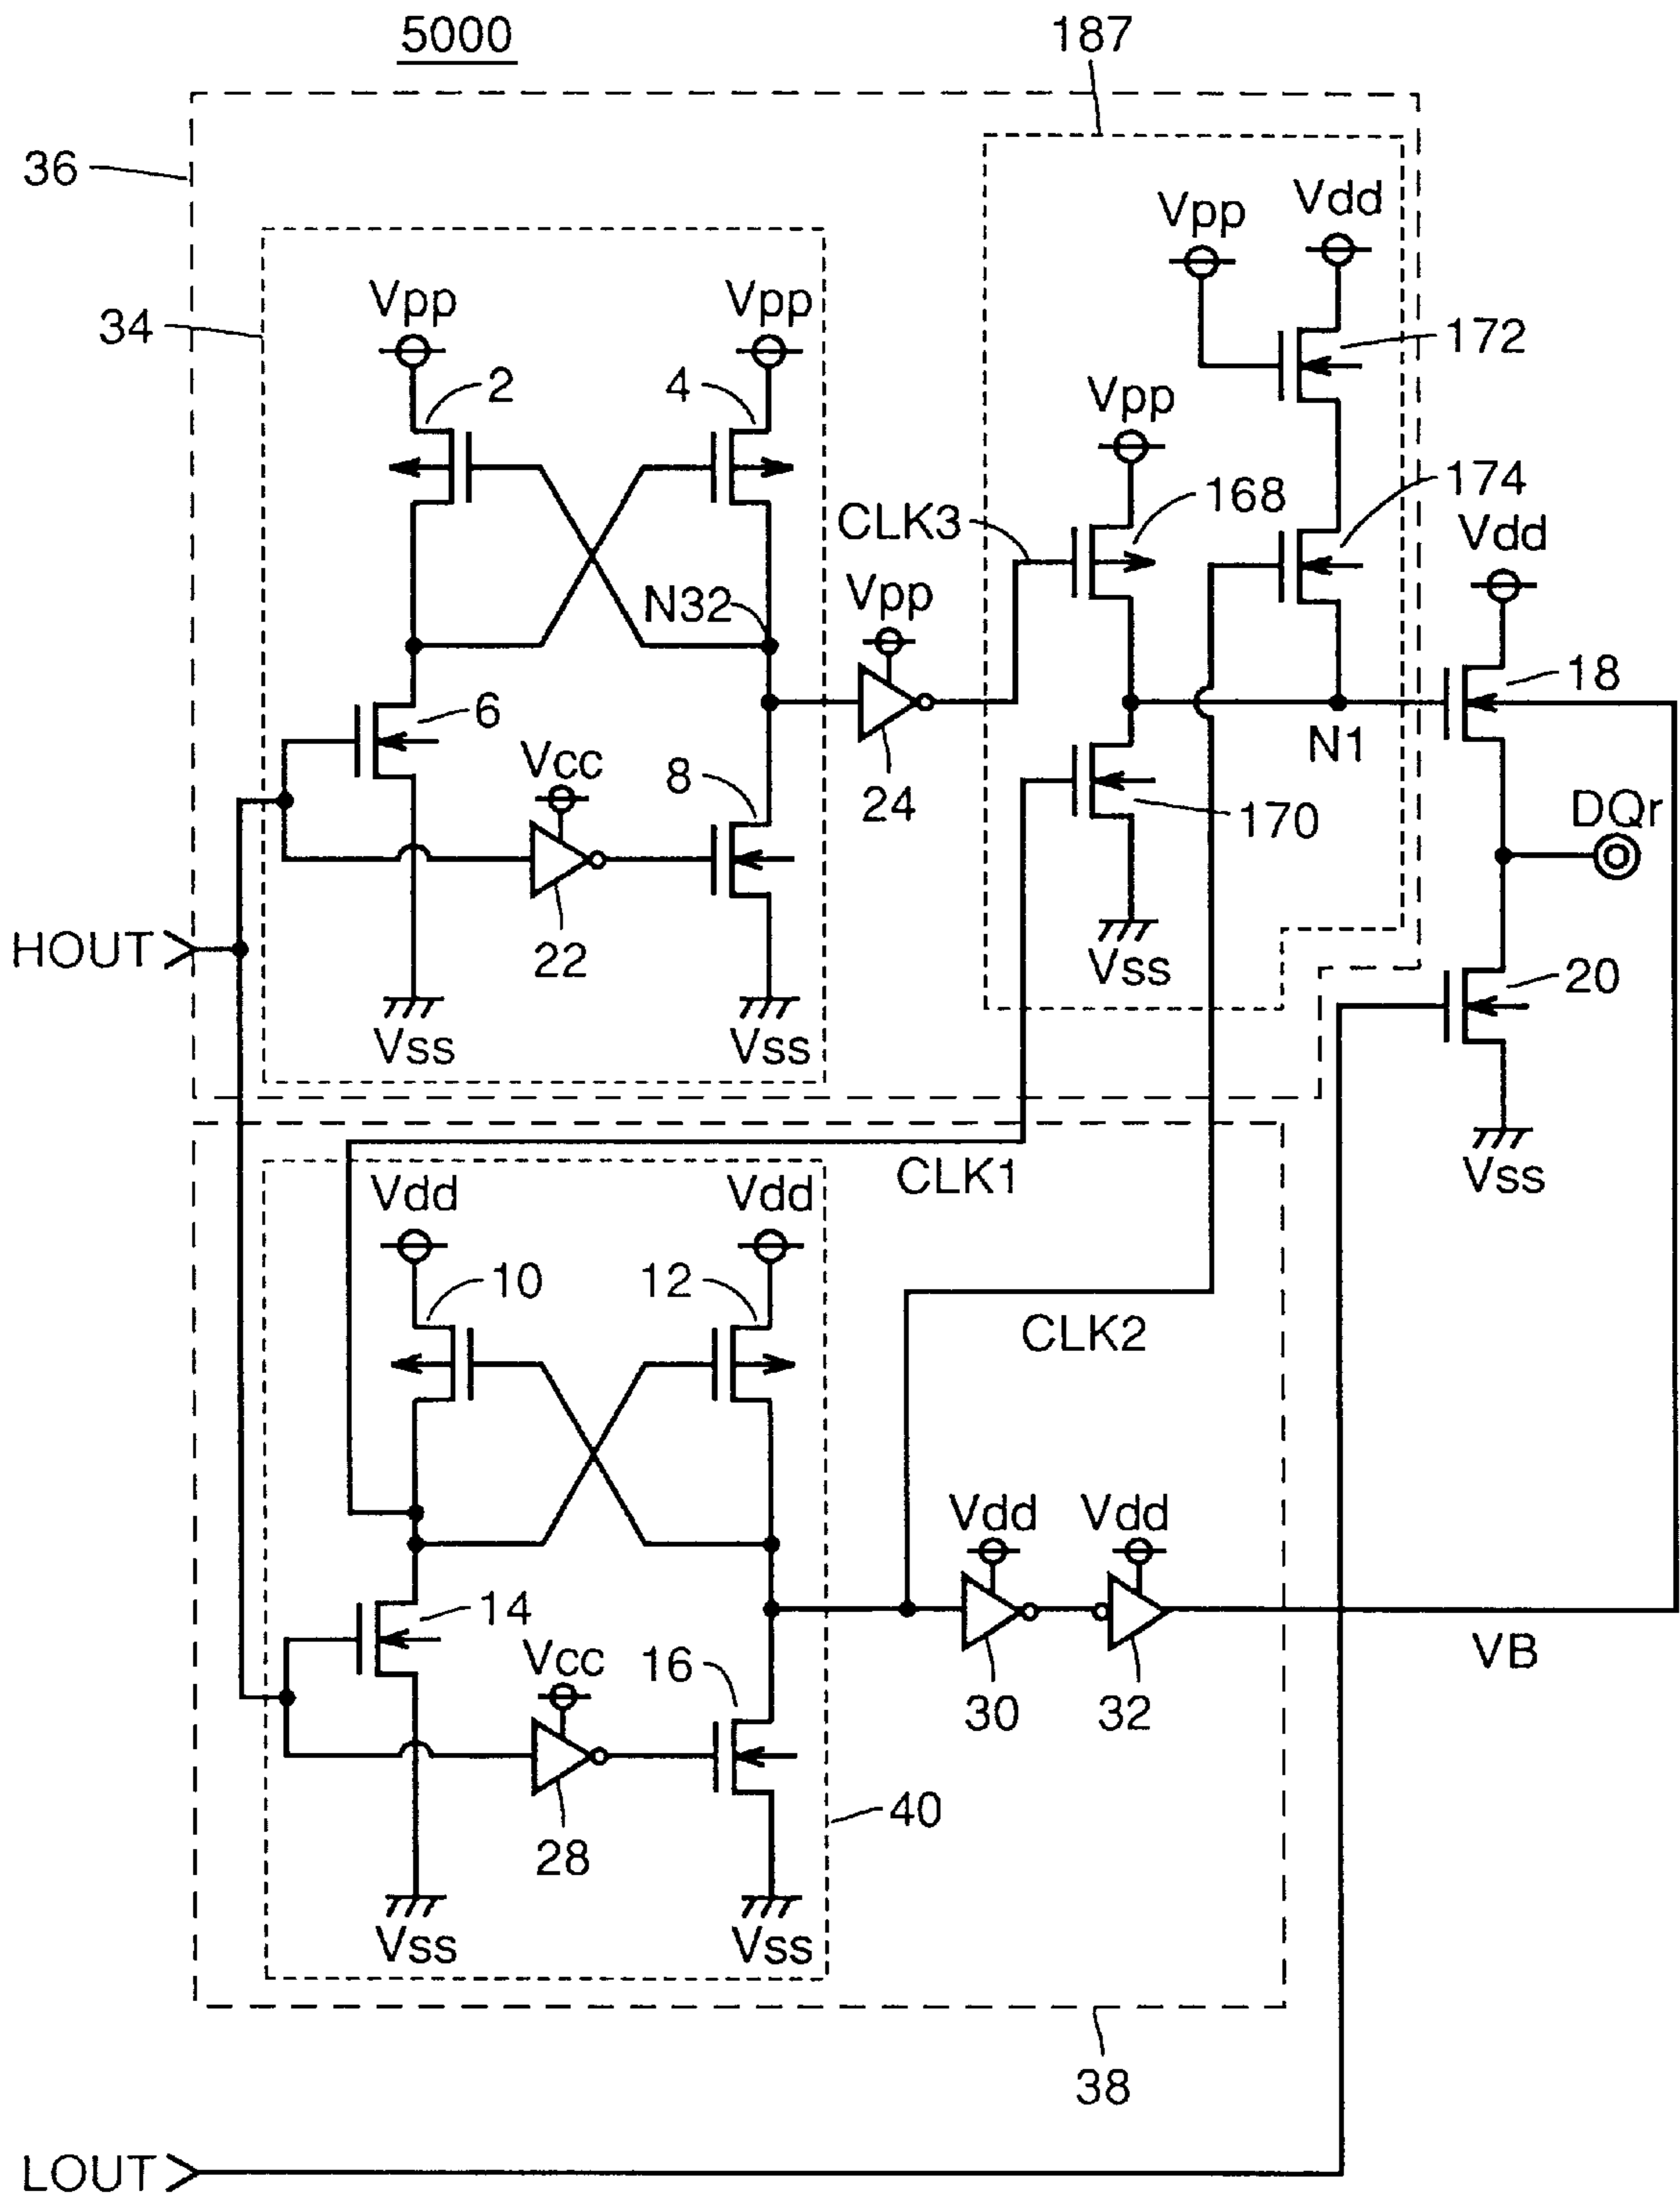 5000
187
36
Vpp
Vdd
34
Vpp
Vpp
172
2
4
Vpp
168
174
CLK3
Vdd
Vpp
N32
18
6
N1
Vcc
8
24
170
DQr
HOUT
22
Vss
20
Vss
Vss
CLK1
Vss
Vdd
Vdd
10
12
CLK2
Vdd
Vdd
14
Vcc
16
VB
30
32
40
28
Vss
Vss
38
LOUT